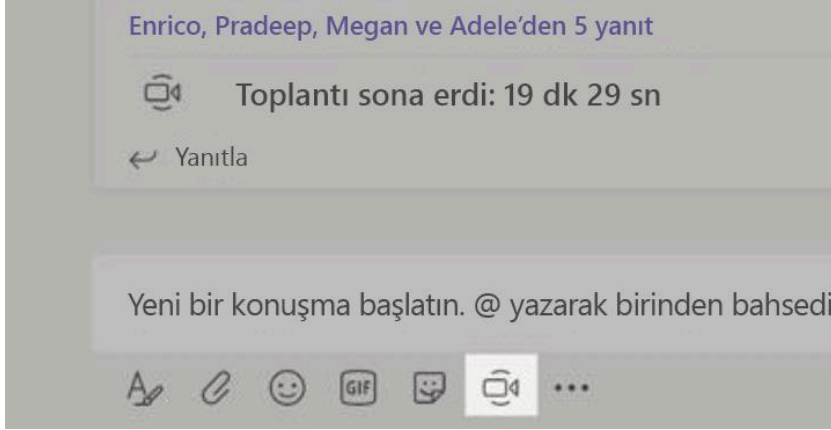 Enrico, Pradeep, Megan ve Adele’den 5 yanıt
Toplantı sona erdi: 19 dk 29 sn
Yanıtla
Yeni bir konuşma başlatın. @ yazarak birinden bahsedi
GIF